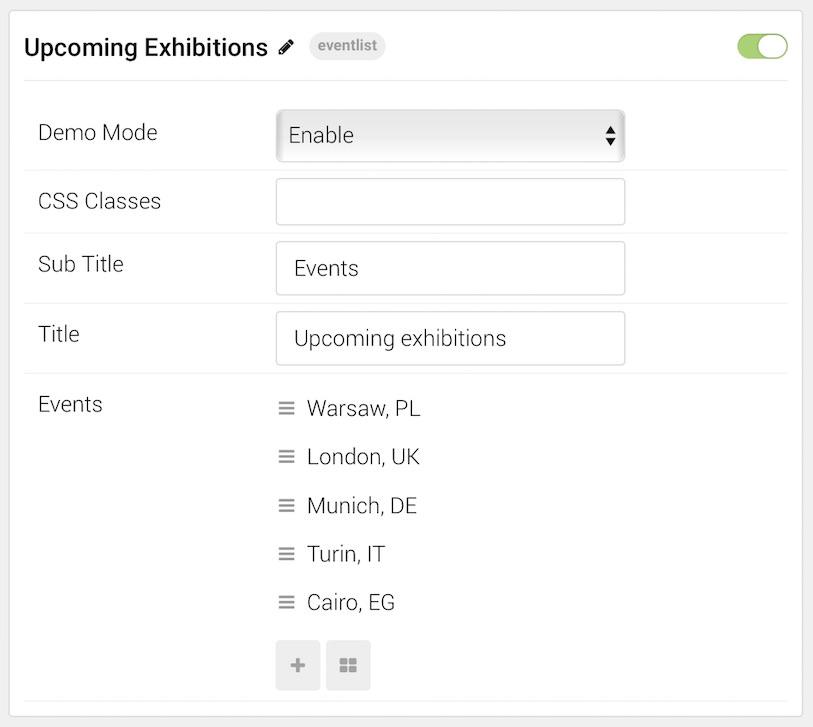 Upcoming Exhibitions eventlist
Demo Mode Enable
CSS Classes
Sub Title Events
Title Upcoming exhibitions
Events Warsaw, PL
London, UK
Munich, DE
Turin, IT
Cairo, EG